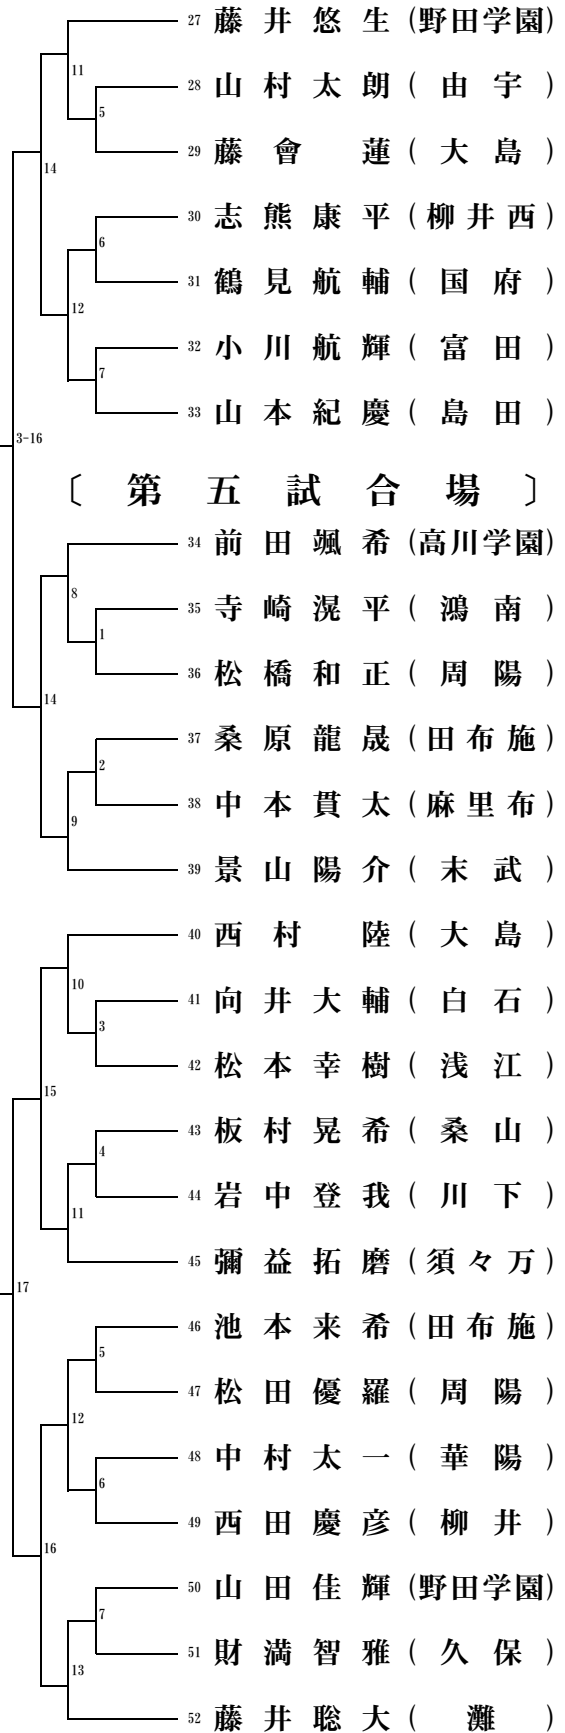 27 藤井悠生(野田学園)
11
28 山村太朗(由宇)
5
29 藤會蓮(大島)
14
30 志熊康平(柳井西)
6
31 鶴見航輔(国府)
12
32 小川航輝(富田)
7
33 山本紀慶(島田)
3-16
〔第五試合場〕
34 前田颯希(高川学園)
8
35 寺崎滉平(鴻南)
1
36 松橋和正(周陽)
14
37 桑原龍晟(田布施)
2
38 中本貫太(麻里布)
9
39 景山陽介(末武)
40 西村陸(大島)
10
41 向井大輔(白石)
3
42 松本幸樹(浅江)
15
43 板村晃希(桑山)
4
44 岩中登我(川下)
11
45 彌益拓磨(須々万)
17
46 池本来希(田布施)
5
47 松田優羅(周陽)
12
48 中村太一(華陽)
6
49 西田慶彦(柳井)
16
50 山田佳輝(野田学園)
7
51 財満智雅(久保)
13
52 藤井聡大(灘)